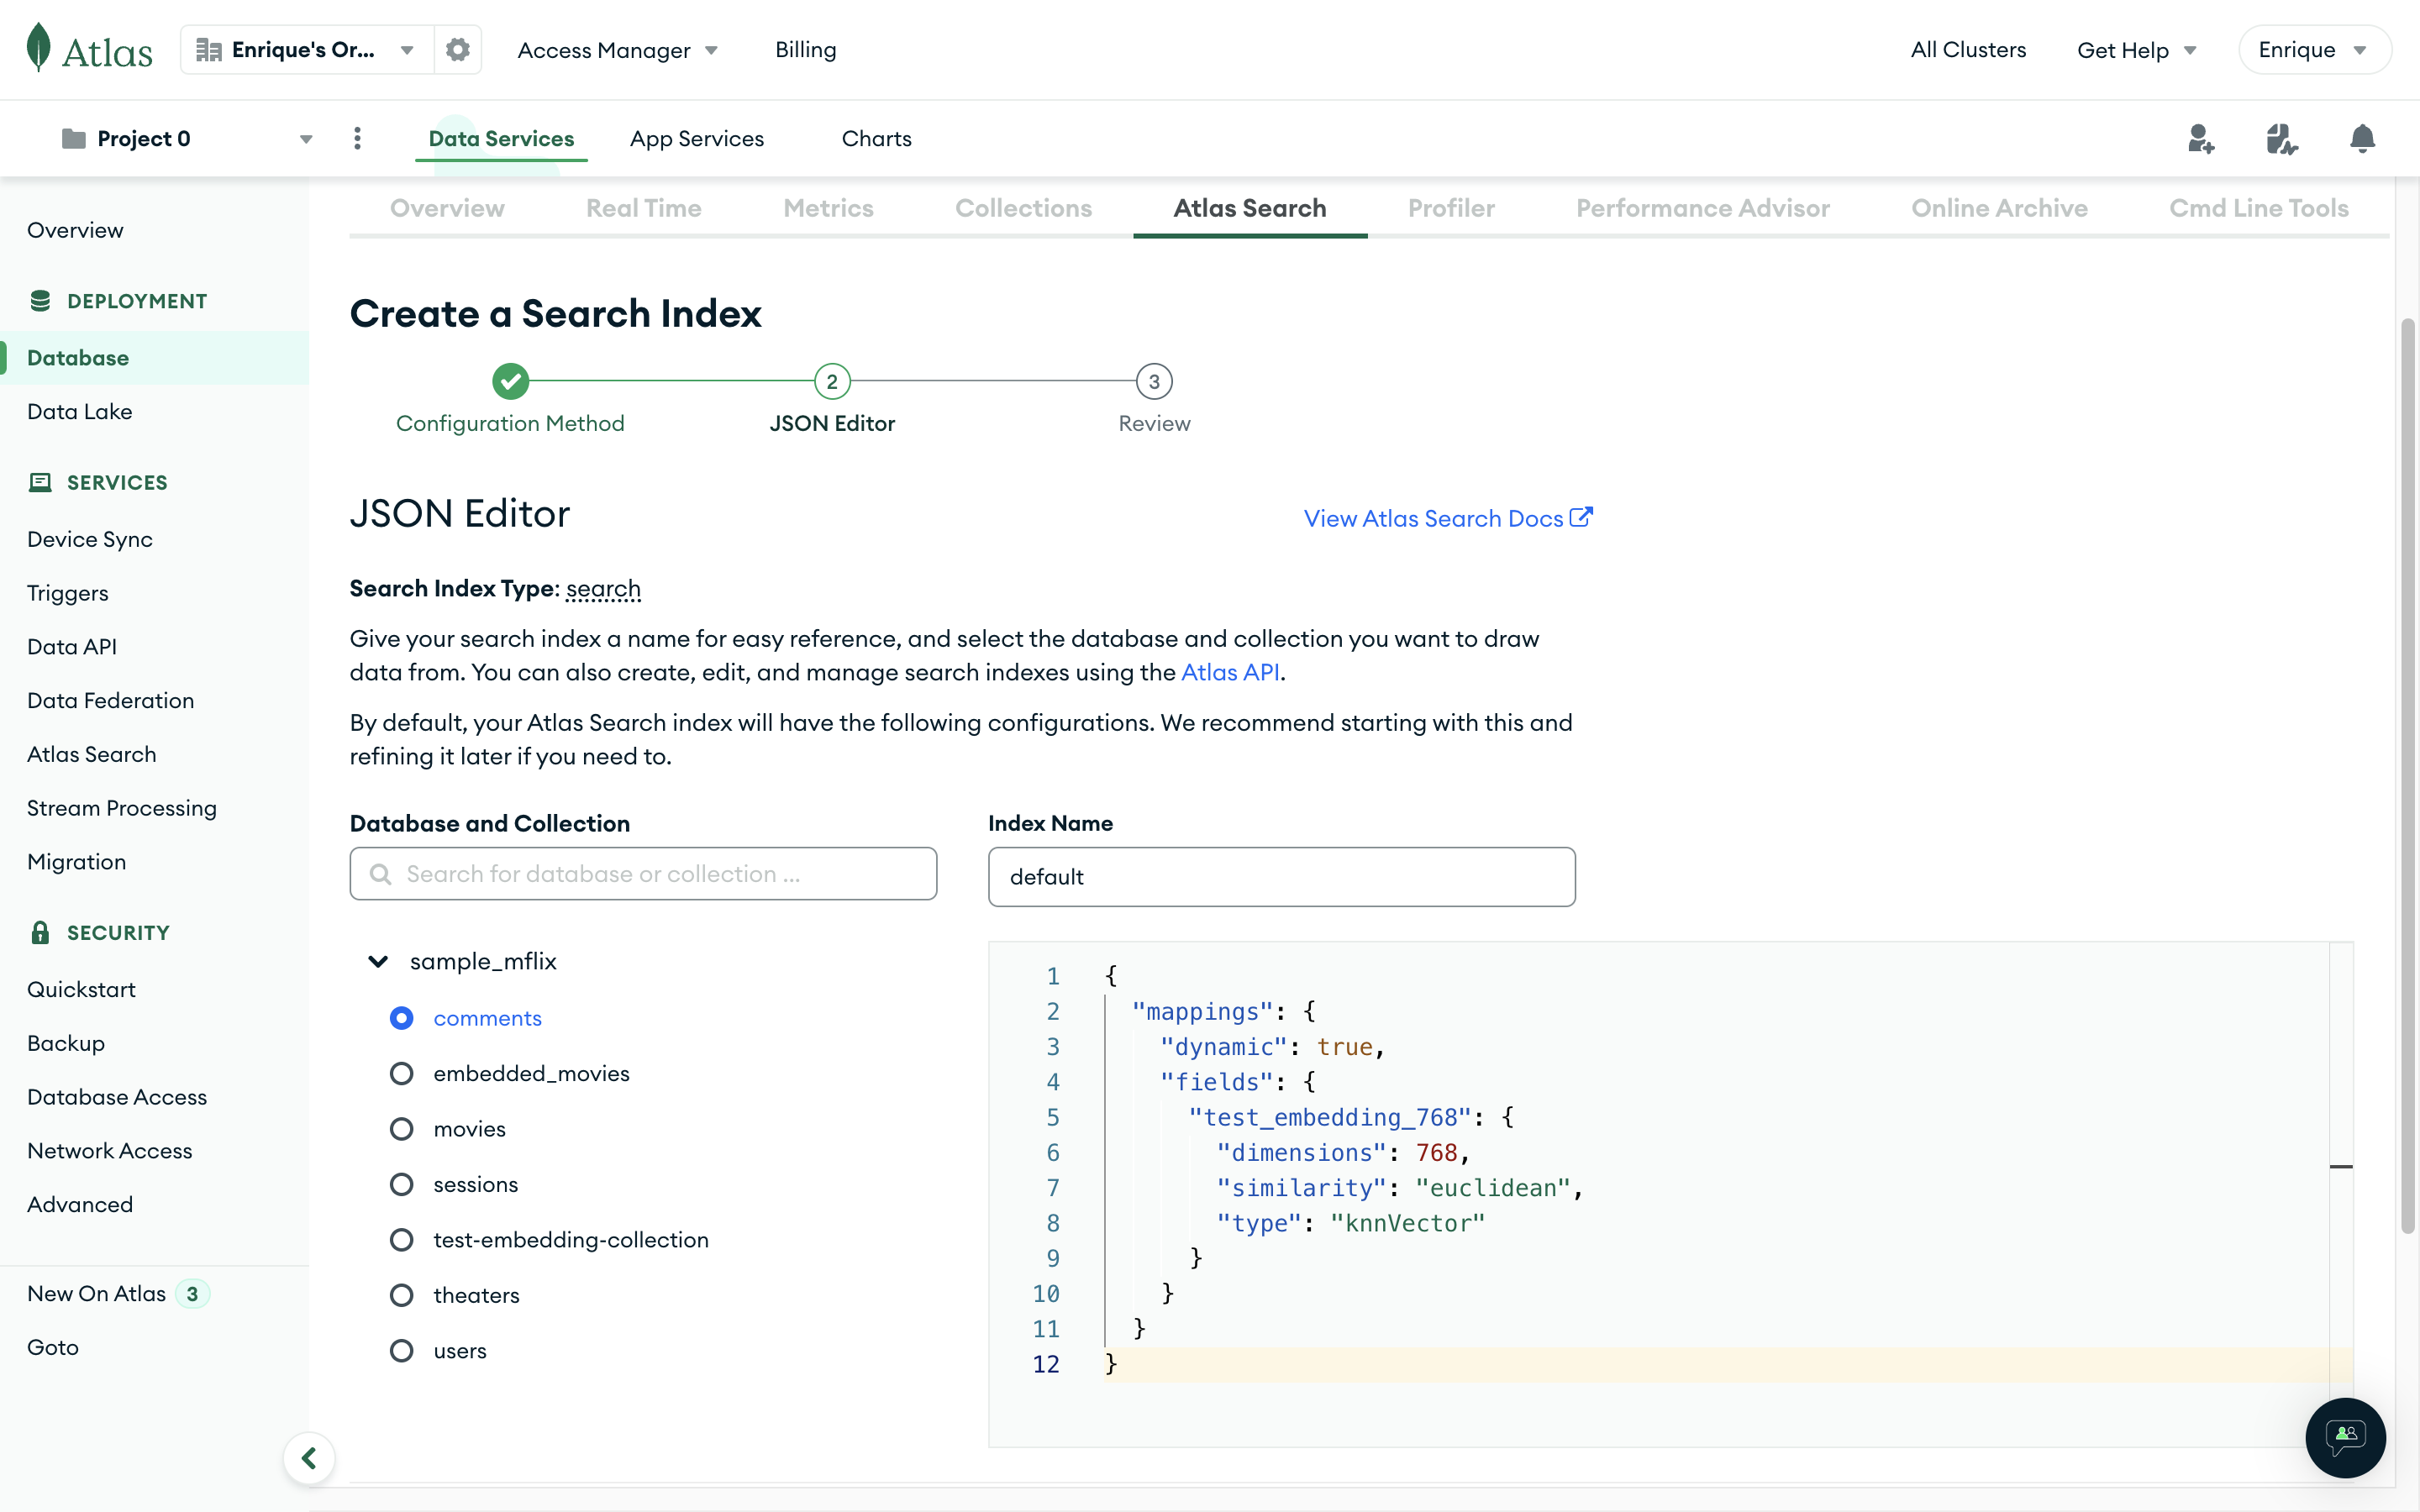 Atlas
Enrique's Or...
Access Manager
Billing
All Clusters
Get Help
Enrique
Project 0
Data Services
App Services
Charts
Overview
Real Time
Metrics
Collections
Atlas Search
Profiler
Performance Advisor
Online Archive
Cmd Line Tools
Overview
DEPLOYMENT
Database
Data Lake
SERVICES
Device Sync
Triggers
Data API
Data Federation
Atlas Search
Stream Processing
Migration
SECURITY
Quickstart
Backup
Database Access
Network Access
Advanced
New On Atlas 3
Goto
Create a Search Index
2
3
Configuration Method
JSON Editor
Review
JSON Editor
View Atlas Search Docs
Search Index Type: search
Give your search index a name for easy reference, and select the database and collection you want to draw
data from. You can also create, edit, and manage search indexes using the Atlas API.
By default, your Atlas Search index will have the following configurations. We recommend starting with this and
refining it later if you need to.
Database and Collection
Search for database or collection ...
sample_mflix
comments
embedded_movies
movies
sessions
test-embedding-collection
theaters
users
Index Name
default
1 {
2 "mappings": {
3 "dynamic": true,
4 "fields": {
5 "test_embedding_768": {
6 "dimensions": 768,
7 "similarity": "euclidean",
8 "type": "knnVector"
9 }
10 }
11 }
12 }